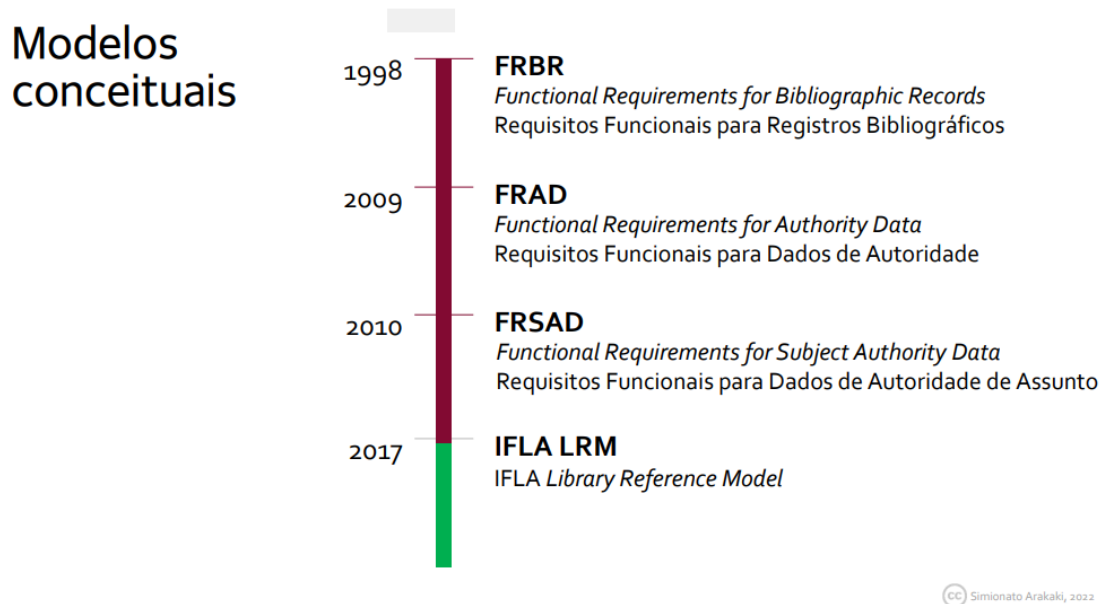 Modelos
conceituais
1998
FRBR
Functional Requirements for Bibliographic Records
Requisitos Funcionais para Registros Bibliográficos
2009
FRAD
Functional Requirements for Authority Data
Requisitos Funcionais para Dados de Autoridade
2010
FRSAD
Functional Requirements for Subject Authority Data
Requisitos Funcionais para Dados de Autoridade de Assunto
2017
IFLA LRM
IFLA Library Reference Model
cc Simionato Arakaki, 2022